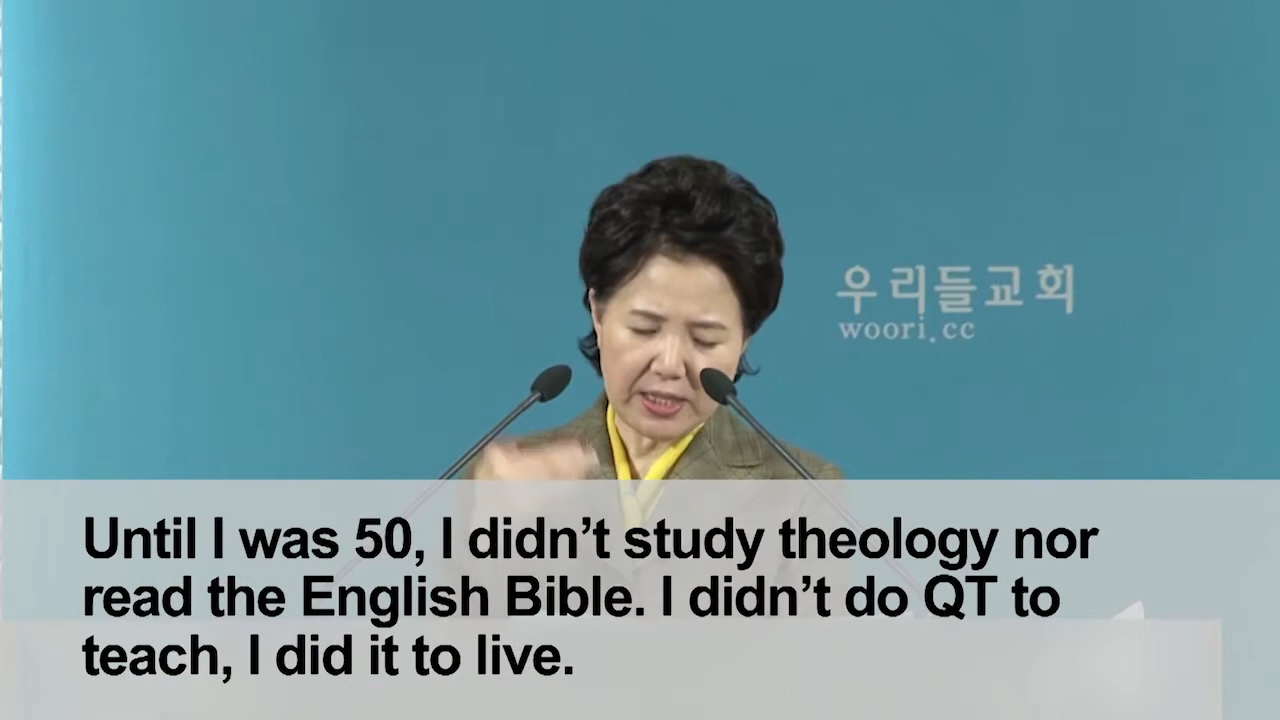 우리들교회
woori.cc
Until I was 50, I didn’t study theology nor
read the English Bible. I didn’t do QT to
teach, I did it to live.